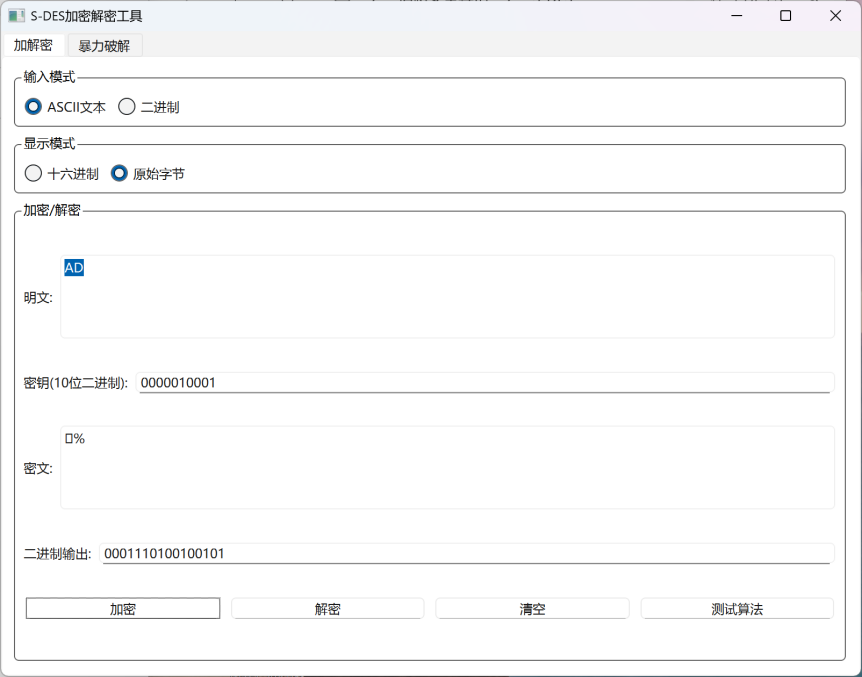 S-DES加密解密工具
加解密 暴力破解
输入模式
ASCII文本 二进制
显示模式
十六进制 原始字节
加密/解密
AD
明文:
密钥(10位二进制): 0000010001
▯%
密文:
二进制输出: 0001110100100101
加密 解密 清空 测试算法